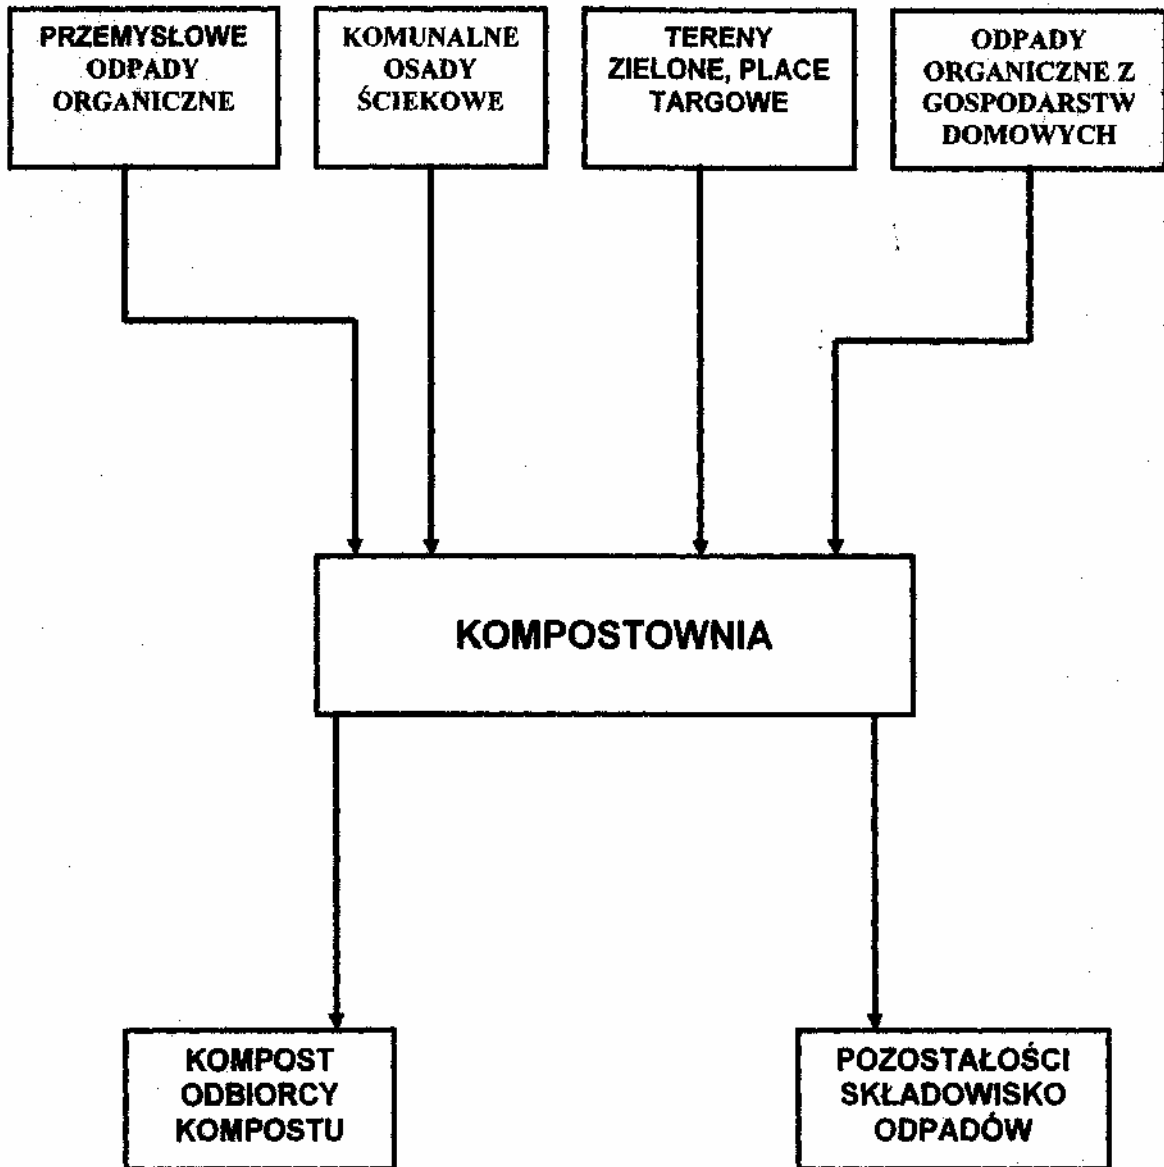 PRZEMYSŁOWE
ODPADY
ORGANICZNE
KOMUNALNE
OSADY
ŚCIEKOWE
TERENY
ZIELONE, PLACE
TARGOWE
ODPADY
ORGANICZNE Z
GOSPODARSTW
DOMOWYCH
KOMPOSTOWNIA
KOMPOST
ODBIORCY
KOMPOSTU
POZOSTAŁOŚCI
SKŁADOWISKO
ODPADÓW